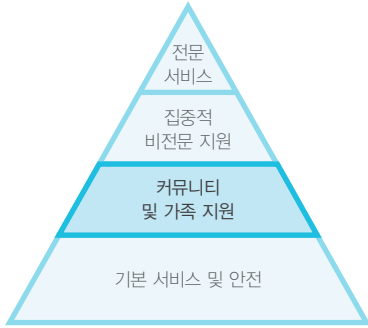 전문
서비스
집중적
비전문 지원
커뮤니티
및 가족 지원
기본 서비스 및 안전